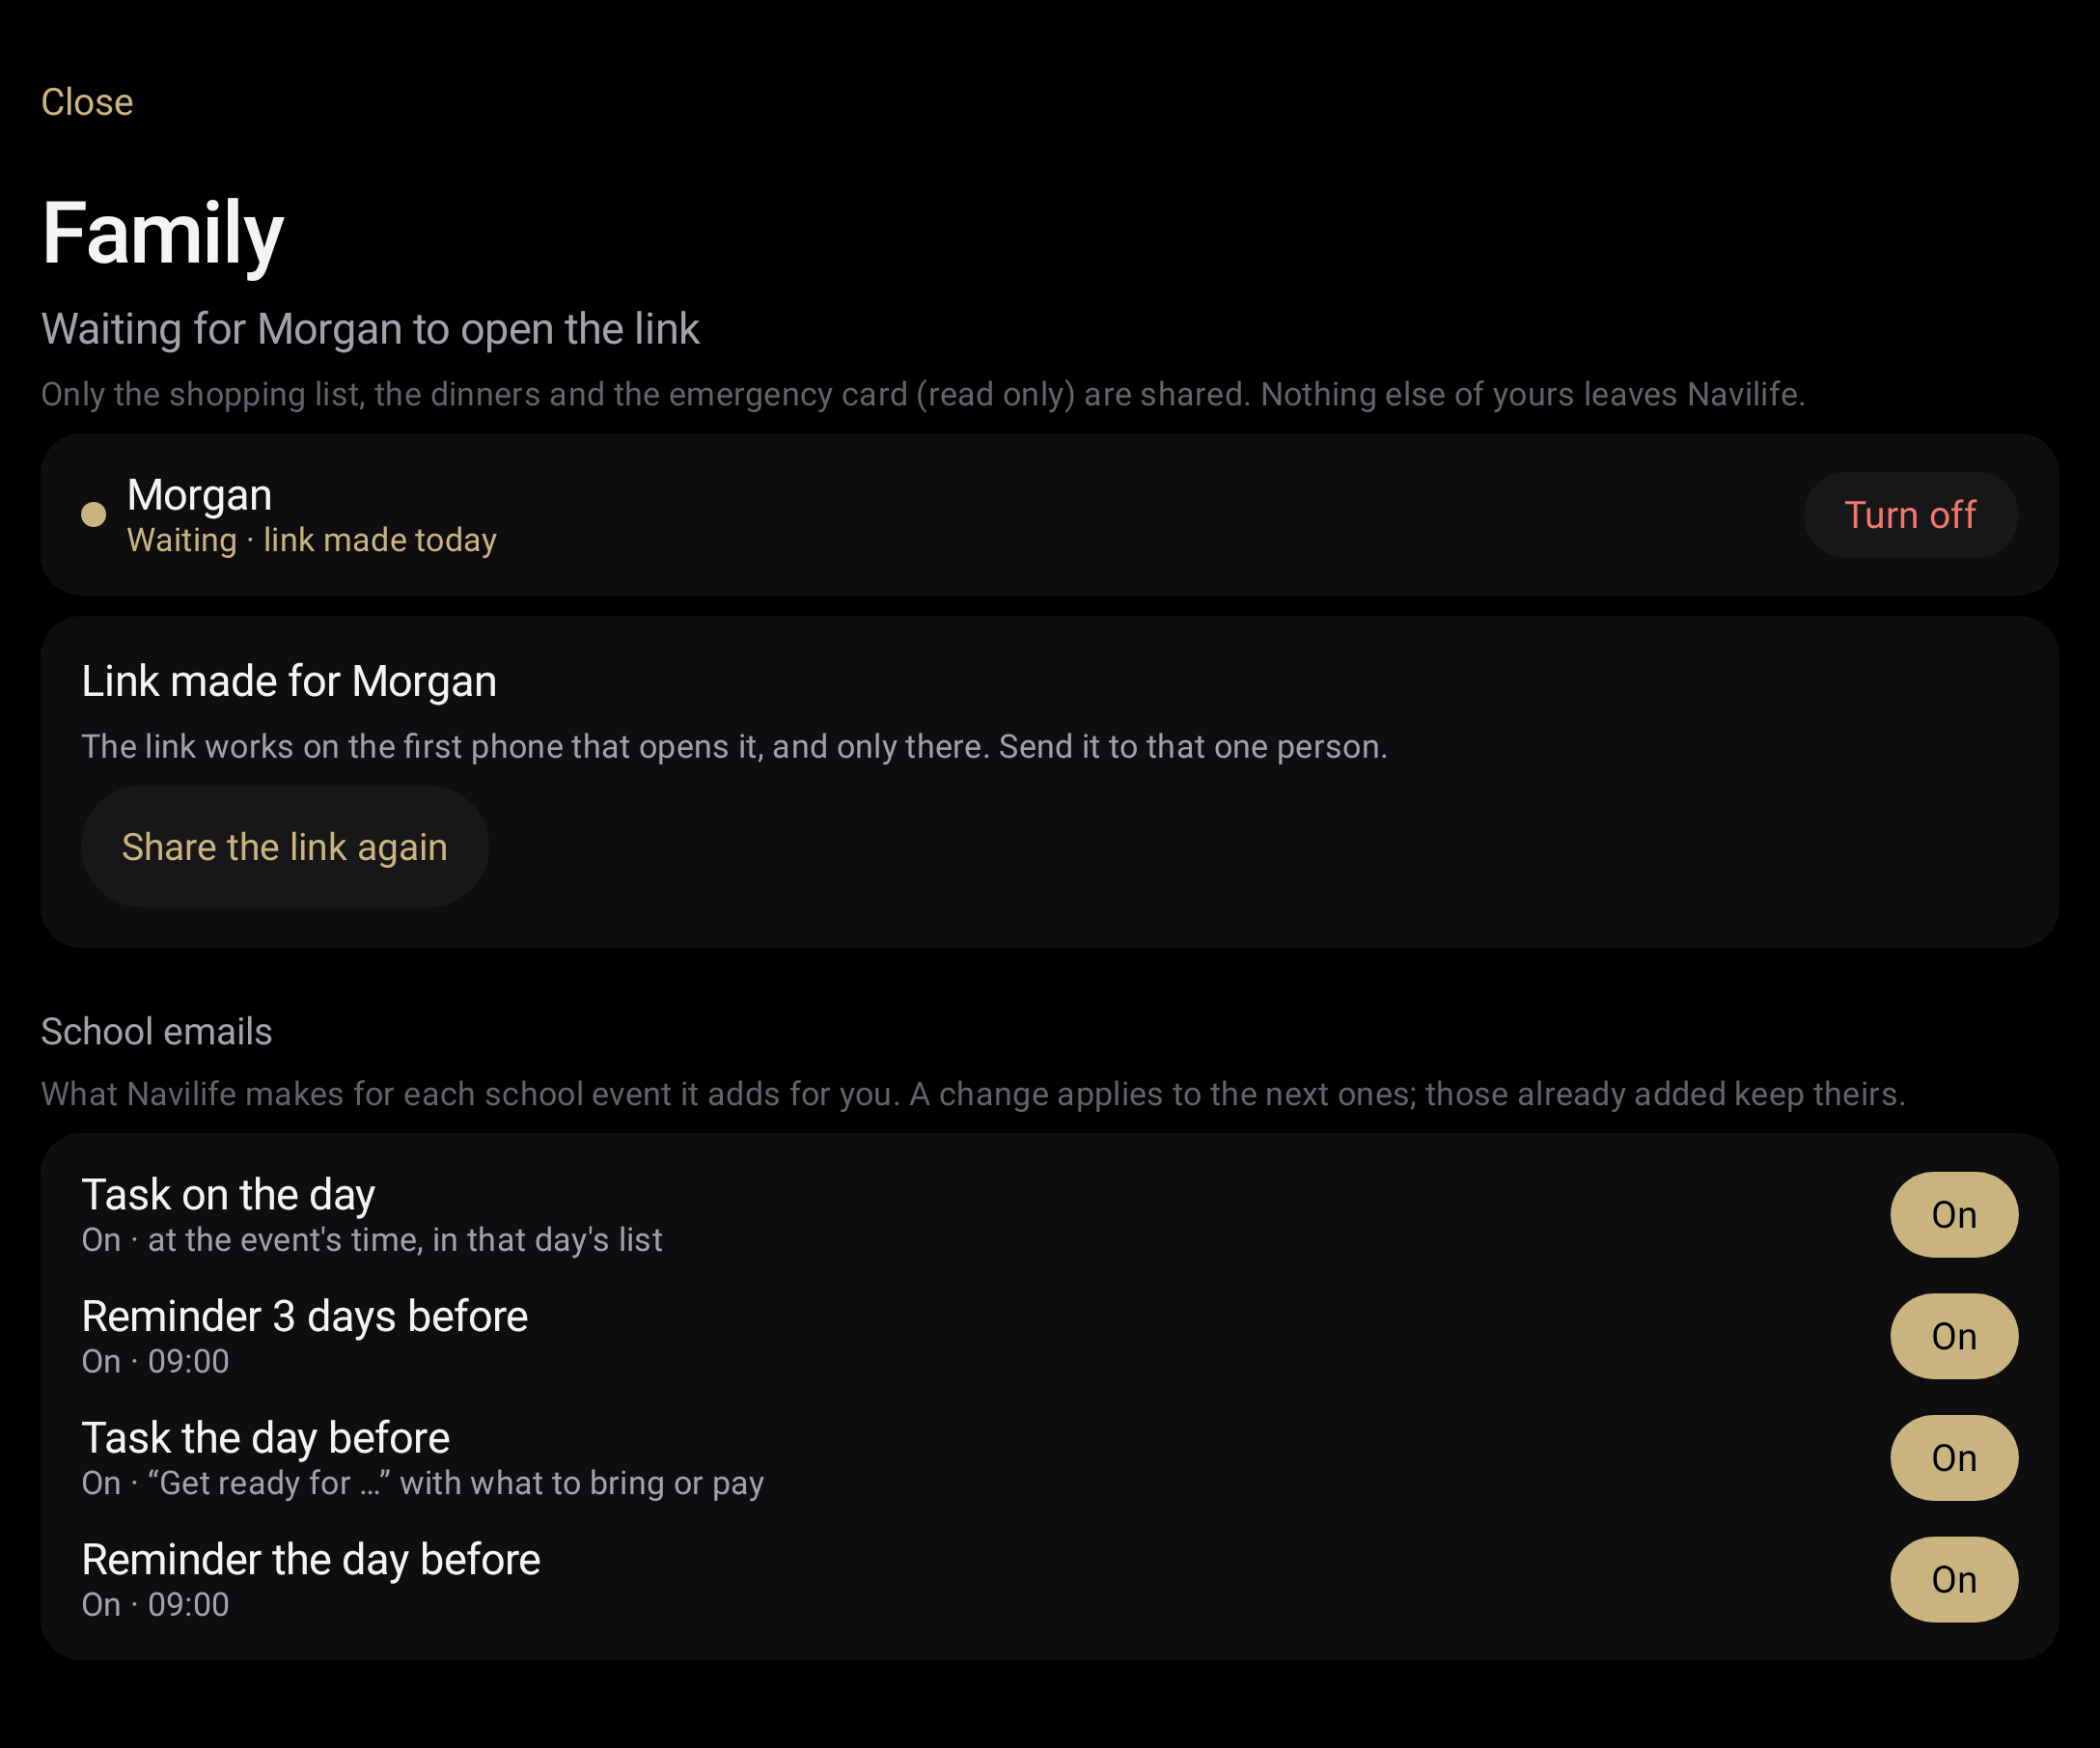 Close
Family
Waiting for Morgan to open the link
Only the shopping list, the dinners and the emergency card (read only) are shared. Nothing else of yours leaves Navilife.
Morgan
Waiting · link made today
Turn off
Link made for Morgan
The link works on the first phone that opens it, and only there. Send it to that one person.
Share the link again
School emails
What Navilife makes for each school event it adds for you. A change applies to the next ones; those already added keep theirs.
Task on the day
On · at the event's time, in that day's list
On
Reminder 3 days before
On · 09:00
On
Task the day before
On · “Get ready for …” with what to bring or pay
On
Reminder the day before
On · 09:00
On